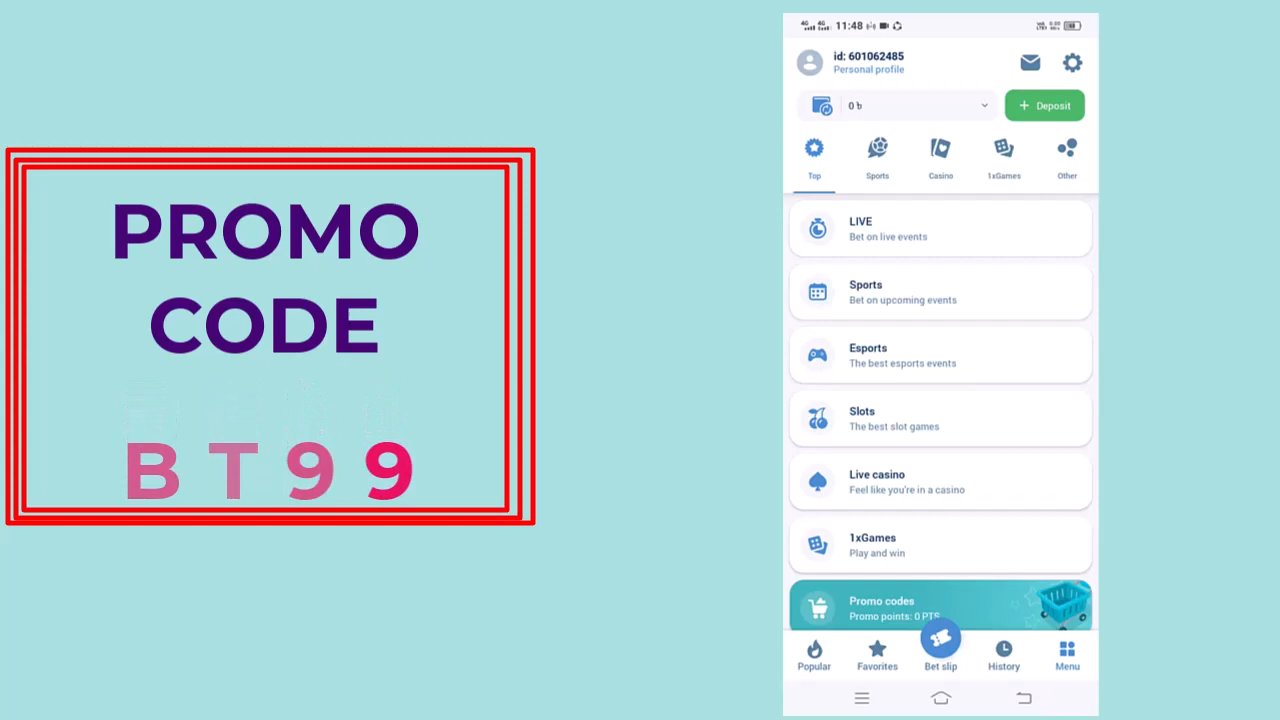 PROMO
CODE
BT99
4G 4G 11:48
id: 601062485
Personal profile
0 ৳
+ Deposit
Top
Sports
Casino
1xGames
Other
LIVE
Bet on live events
Sports
Bet on upcoming events
Esports
The best esports events
Slots
The best slot games
Live casino
Feel like you're in a casino
1xGames
Play and win
Promo codes
Promo points: 0 PTS
Popular
Favorites
Bet slip
History
Menu